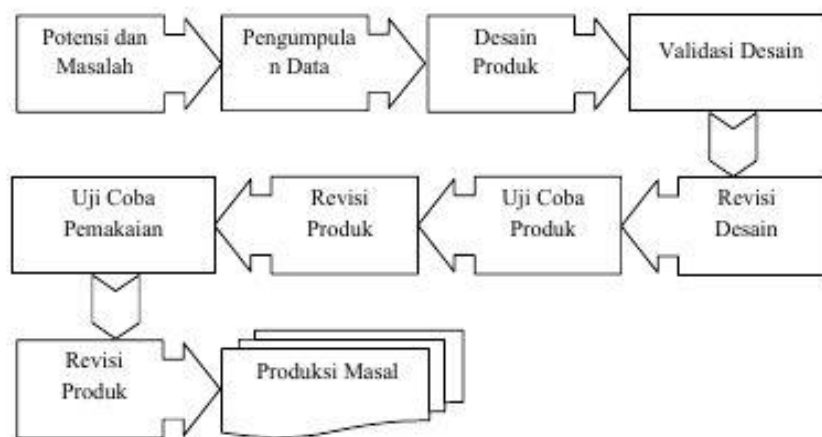 Potensi dan
Masalah
Pengumpula
n Data
Desain
Produk
Validasi Desain
Revisi
Desain
Uji Coba
Produk
Revisi
Produk
Uji Coba
Pemakaian
Revisi
Produk
Produksi Masal